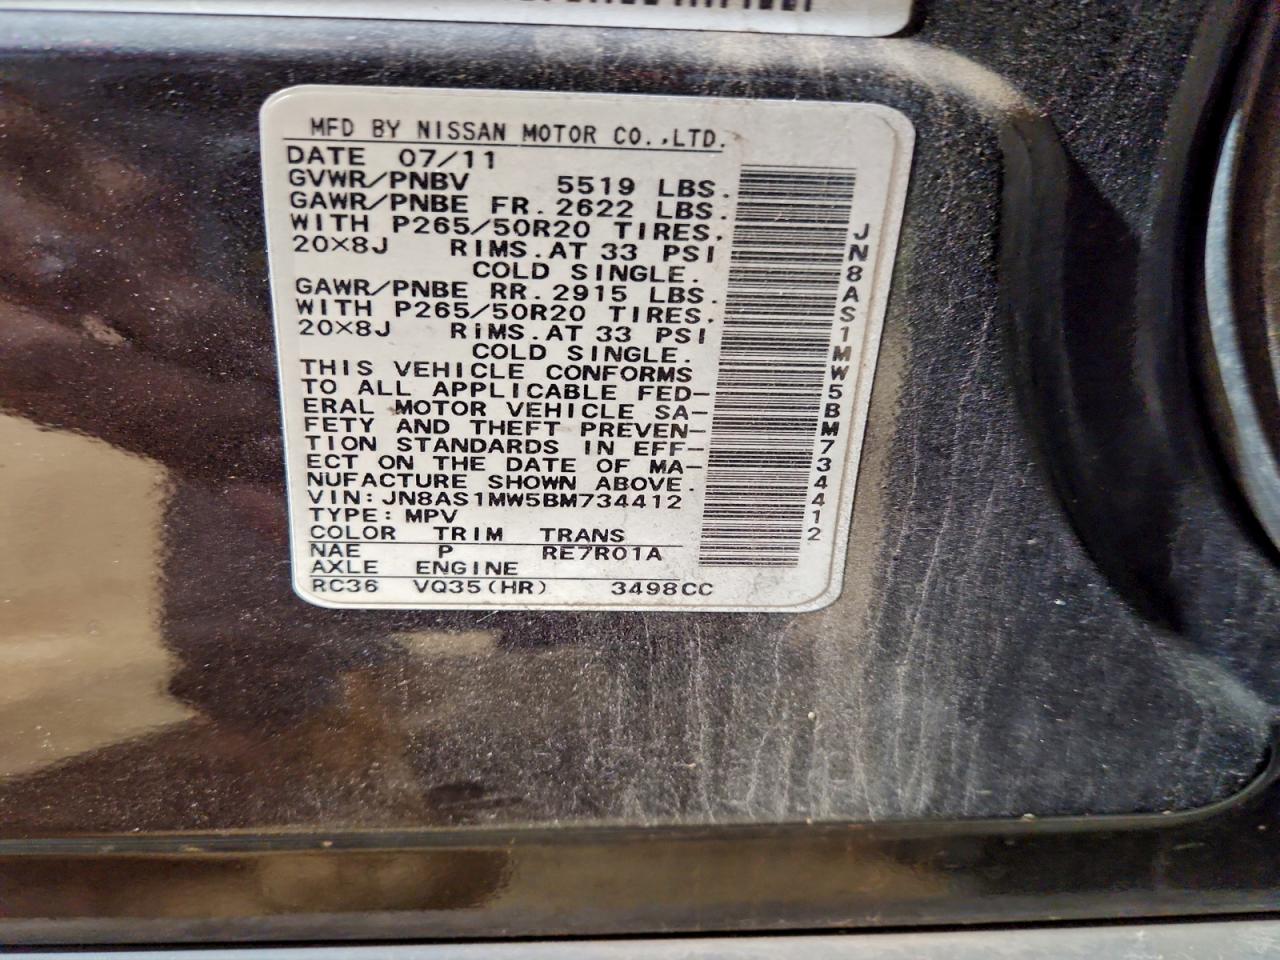 MFD BY NISSAN MOTOR CO.,LTD.
DATE 07/11
GVWR/PNBV 5519 LBS.
GAWR/PNBE FR. 2622 LBS.
WITH P265/50R20 TIRES.
20×8J RIMS. AT 33 PSI
COLD SINGLE.
GAWR/PNBE RR. 2915 LBS.
WITH P265/50R20 TIRES.
20×8J RIMS. AT 33 PSI
COLD SINGLE.
THIS VEHICLE CONFORMS
TO ALL APPLICABLE FED-
ERAL MOTOR VEHICLE SA-
FETY AND THEFT PREVEN-
TION STANDARDS IN EFF-
ECT ON THE DATE OF MA-
NUFACTURE SHOWN ABOVE.
VIN: JN8AS1MW5BM734412
TYPE: MPV
COLOR TRIM TRANS
NAE P RE7R01A
AXLE ENGINE
RC36 VQ35(HR) 3498CC
JN8AS1MW5BM734412